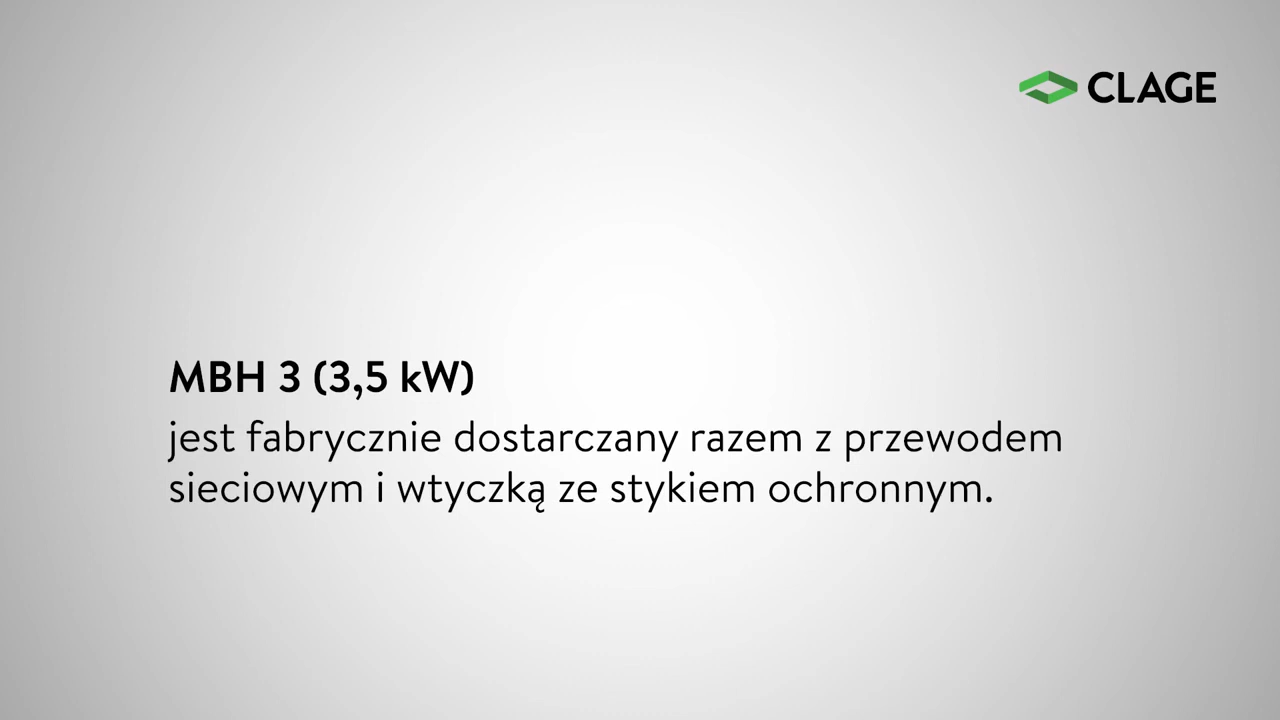 CLAGE
MBH 3 (3,5 kW)
jest fabrycznie dostarczany razem z przewodem
sieciowym i wtyczką ze stykiem ochronnym.